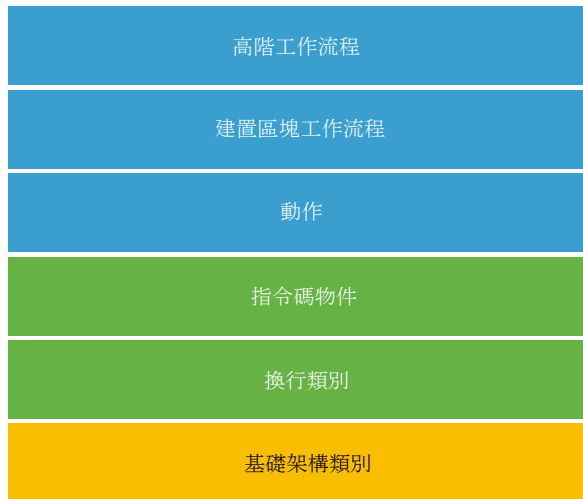 高階工作流程
建置區塊工作流程
動作
指令碼物件
換行類別
基礎架構類別